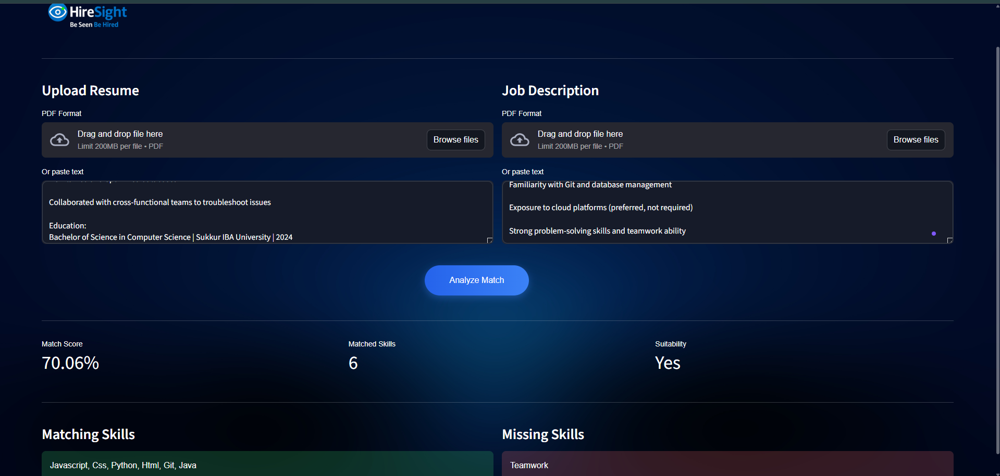 HireSight
Be Seen Be Hired
Upload Resume
PDF Format
Drag and drop file here
Limit 200MB per file • PDF
Browse files
Or paste text
Collaborated with cross-functional teams to troubleshoot issues
Education:
Bachelor of Science in Computer Science | Sukkur IBA University | 2024
Job Description
PDF Format
Drag and drop file here
Limit 200MB per file • PDF
Browse files
Or paste text
Familiarity with Git and database management
Exposure to cloud platforms (preferred, not required)
Strong problem-solving skills and teamwork ability
Analyze Match
Match Score
70.06%
Matched Skills
6
Suitability
Yes
Matching Skills
Javascript, Css, Python, Html, Git, Java
Missing Skills
Teamwork